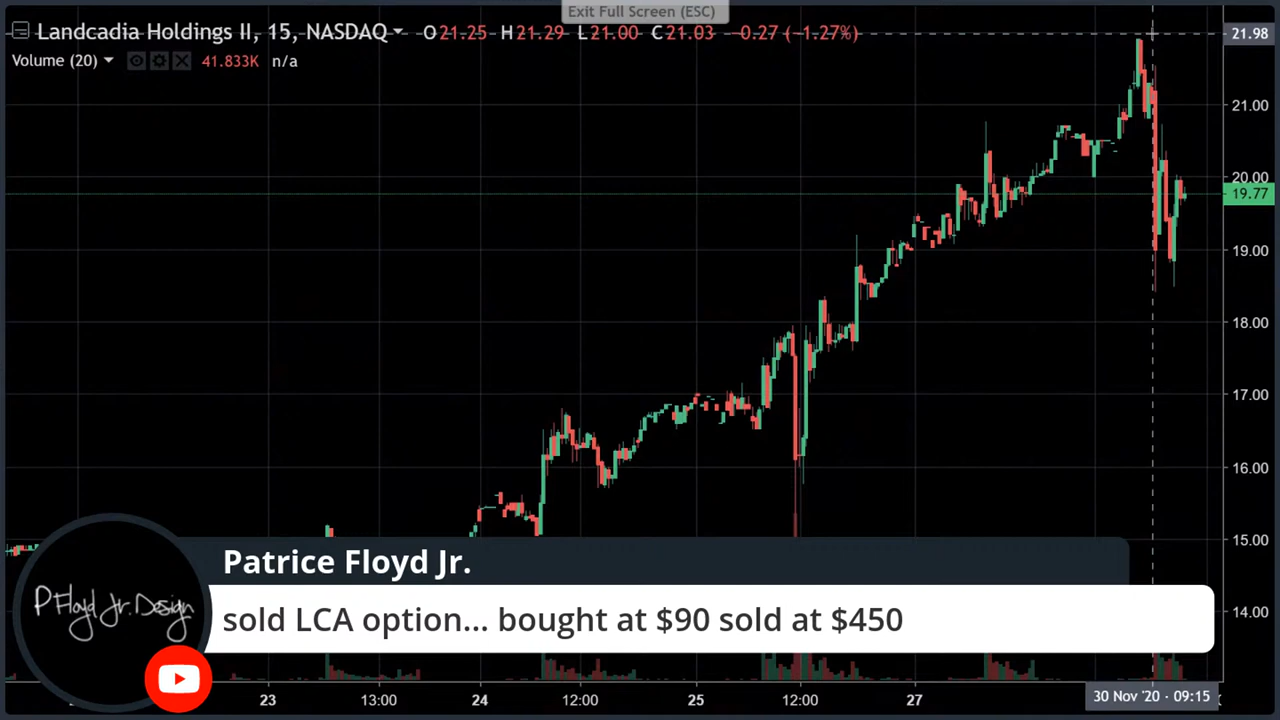 Exit Full Screen (ESC)
Landcadia Holdings II, 15, NASDAQ O21.25 H21.29 L21.00 C21.03 −0.27 (−1.27%)
Volume (20) 41.833K n/a
21.98
21.00
20.00
19.77
19.00
18.00
17.00
16.00
15.00
14.00
Patrice Floyd Jr.
P Floyd Jr. Design
sold LCA option... bought at $90 sold at $450
23 13:00 24 12:00 25 12:00 27 30 Nov '20 · 09:15